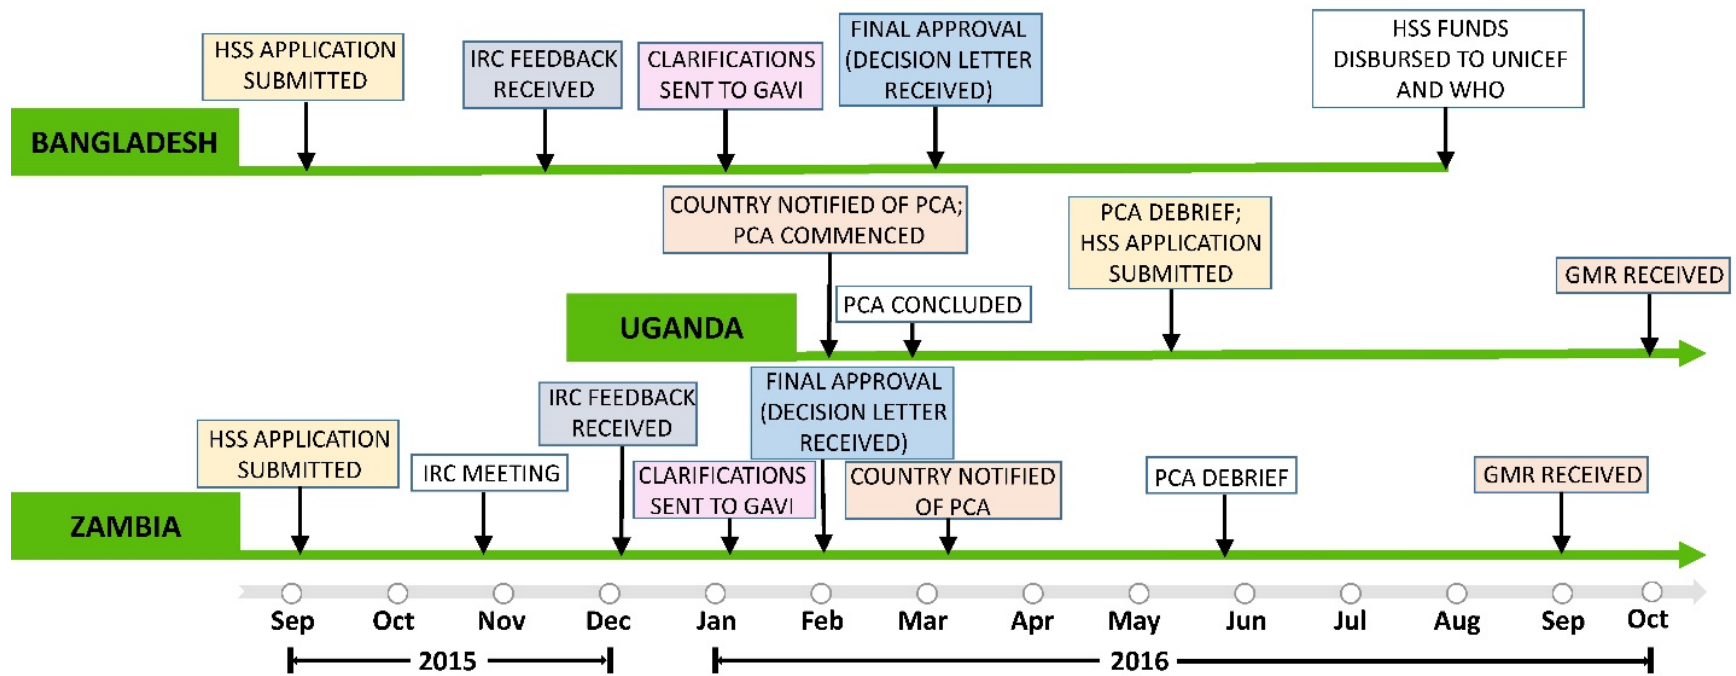 HSS APPLICATION
SUBMITTED
IRC FEEDBACK
RECEIVED
CLARIFICATIONS
SENT TO GAVI
FINAL APPROVAL
(DECISION LETTER
RECEIVED)
HSS FUNDS
DISBURSED TO UNICEF
AND WHO
BANGLADESH
COUNTRY NOTIFIED OF PCA;
PCA COMMENCED
PCA CONCLUDED
PCA DEBRIEF;
HSS APPLICATION
SUBMITTED
GMR RECEIVED
UGANDA
HSS APPLICATION
SUBMITTED
IRC MEETING
IRC FEEDBACK
RECEIVED
CLARIFICATIONS
SENT TO GAVI
FINAL APPROVAL
(DECISION LETTER
RECEIVED)
COUNTRY NOTIFIED
OF PCA
PCA DEBRIEF
GMR RECEIVED
ZAMBIA
Sep Oct Nov Dec Jan Feb Mar Apr May Jun Jul Aug Sep Oct
2015 2016